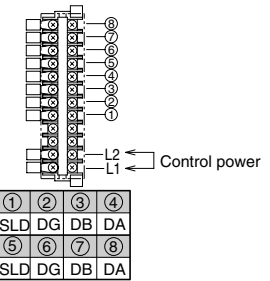 ⑧
⑦
⑥
⑤
④
③
②
①
L2
L1 Control power
① ② ③ ④
SLD DG DB DA
⑤ ⑥ ⑦ ⑧
SLD DG DB DA